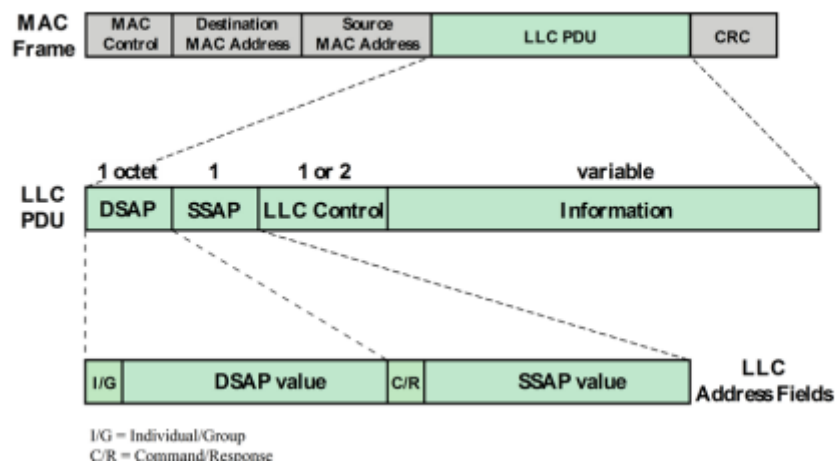 MAC Frame
MAC Control
Destination MAC Address
Source MAC Address
LLC PDU
CRC
1 octet
1
1 or 2
variable
LLC PDU
DSAP
SSAP
LLC Control
Information
I/G
DSAP value
C/R
SSAP value
LLC Address Fields
I/G = Individual/Group
C/R = Command/Response